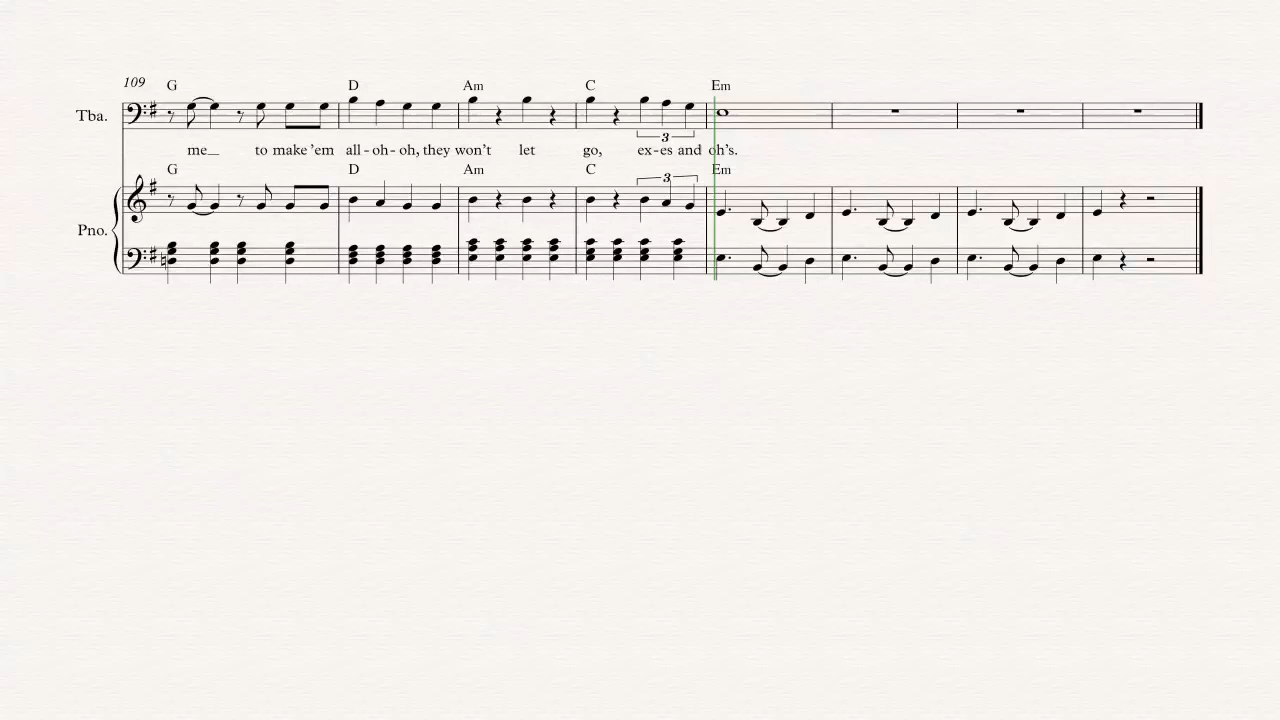 109 G D Am C Em
Tba.
3
me_ to make 'em all - oh - oh, they won't let go, ex - es and oh's.
G D Am C Em
3
Pno.